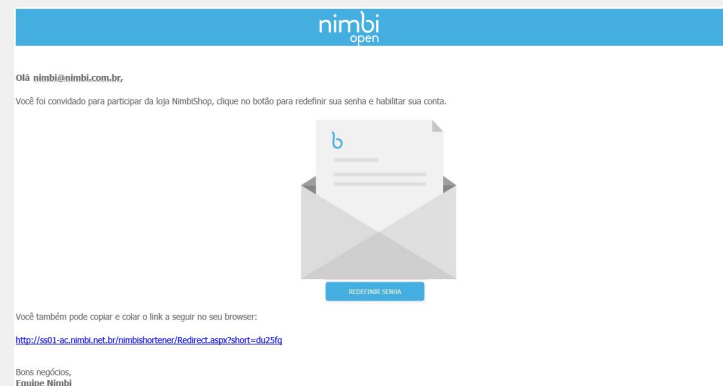 nimbi
open
Olá nimbi@nimbi.com.br,
Você foi convidado para participar da loja NimbiShop, clique no botão para redefinir sua senha e habilitar sua conta.
b
REDEFINIR SENHA
Você também pode copiar e colar o link a seguir no seu browser:
http://ss01-ac.nimbi.net.br/nimbishortener/Redirect.aspx?short=du25fq
Bons negócios,
Equipe Nimbi